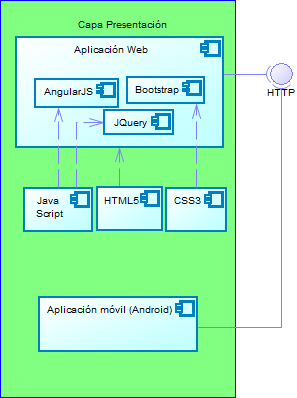 Capa Presentación
Aplicación Web
AngularJS
Bootstrap
JQuery
HTTP
Java
Script
HTML5
CSS3
Aplicación móvil (Android)